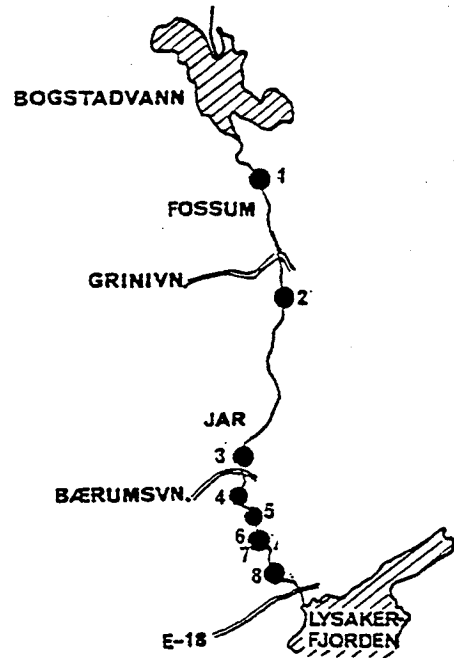 BOGSTADVANN
1
FOSSUM
GRINIVN.
2
JAR
3
BÆRUMSVN.
4
5
6
7
8
LYSAKER-
FJORDEN
E-18